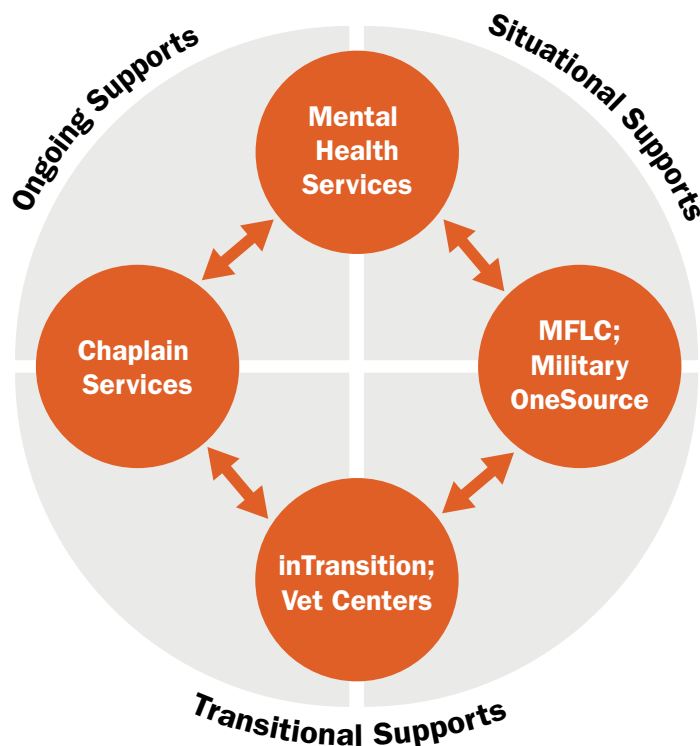 Ongoing Supports
Situational Supports
Mental
Health
Services
Chaplain
Services
MFLC;
Military
OneSource
inTransition;
Vet Centers
Transitional Supports